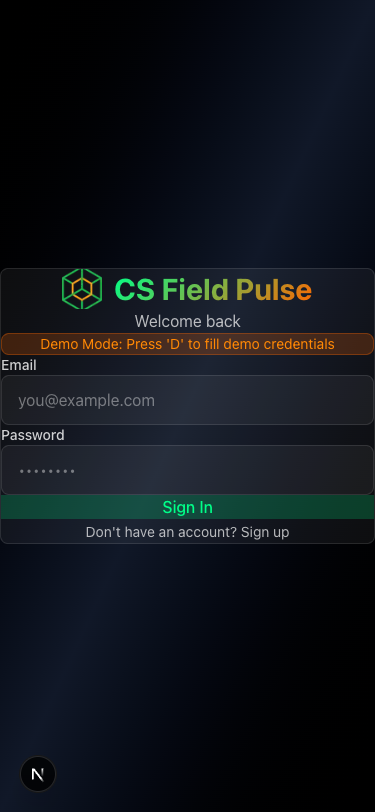 CS Field Pulse
Welcome back
Demo Mode: Press 'D' to fill demo credentials
Email
you@example.com
Password
••••••••
Sign In
Don't have an account? Sign up
N